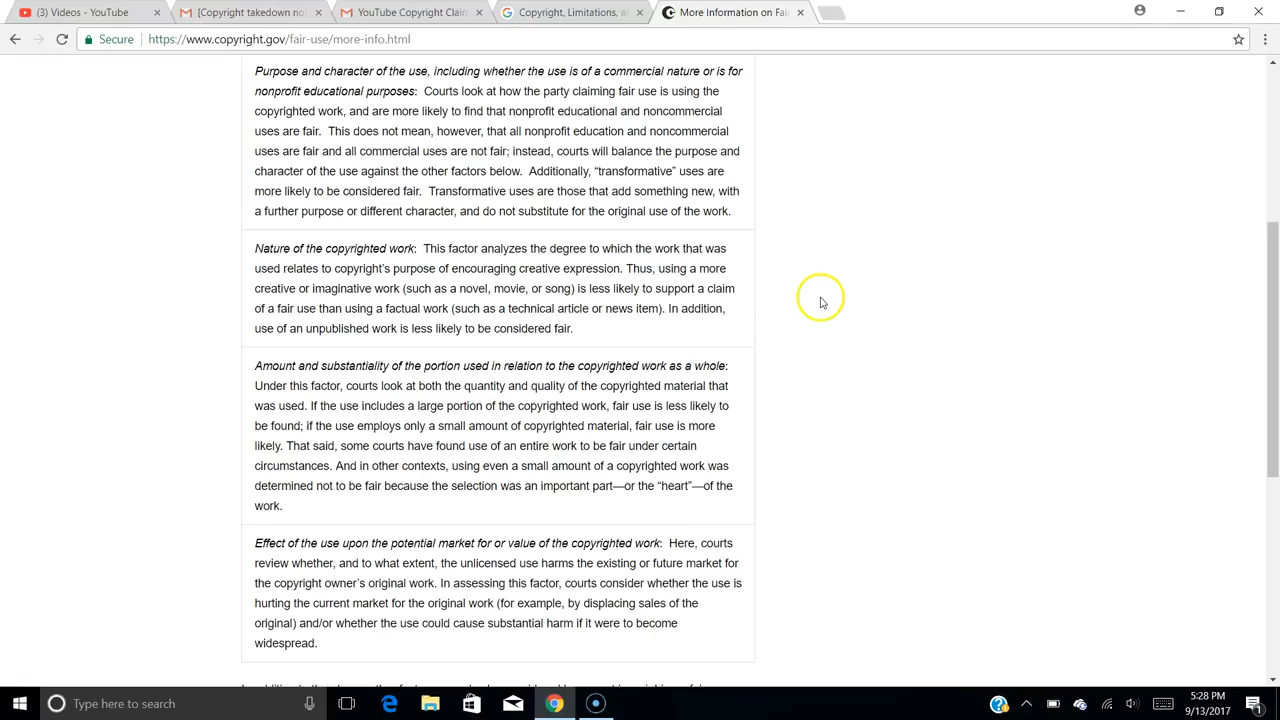 (3) Videos - YouTube
[Copyright takedown no
YouTube Copyright Clai
Copyright, Limitations, a
More Information on Fai
Secure
https://www.copyright.gov/fair-use/more-info.html
Purpose and character of the use, including whether the use is of a commercial nature or is for
nonprofit educational purposes: Courts look at how the party claiming fair use is using the
copyrighted work, and are more likely to find that nonprofit educational and noncommercial
uses are fair. This does not mean, however, that all nonprofit education and noncommercial
uses are fair and all commercial uses are not fair; instead, courts will balance the purpose and
character of the use against the other factors below. Additionally, “transformative” uses are
more likely to be considered fair. Transformative uses are those that add something new, with
a further purpose or different character, and do not substitute for the original use of the work.
Nature of the copyrighted work: This factor analyzes the degree to which the work that was
used relates to copyright’s purpose of encouraging creative expression. Thus, using a more
creative or imaginative work (such as a novel, movie, or song) is less likely to support a claim
of a fair use than using a factual work (such as a technical article or news item). In addition,
use of an unpublished work is less likely to be considered fair.
Amount and substantiality of the portion used in relation to the copyrighted work as a whole:
Under this factor, courts look at both the quantity and quality of the copyrighted material that
was used. If the use includes a large portion of the copyrighted work, fair use is less likely to
be found; if the use employs only a small amount of copyrighted material, fair use is more
likely. That said, some courts have found use of an entire work to be fair under certain
circumstances. And in other contexts, using even a small amount of a copyrighted work was
determined not to be fair because the selection was an important part—or the “heart”—of the
work.
Effect of the use upon the potential market for or value of the copyrighted work: Here, courts
review whether, and to what extent, the unlicensed use harms the existing or future market for
the copyright owner’s original work. In assessing this factor, courts consider whether the use is
hurting the current market for the original work (for example, by displacing sales of the
original) and/or whether the use could cause substantial harm if it were to become
widespread.
Type here to search
5:28 PM
9/13/2017